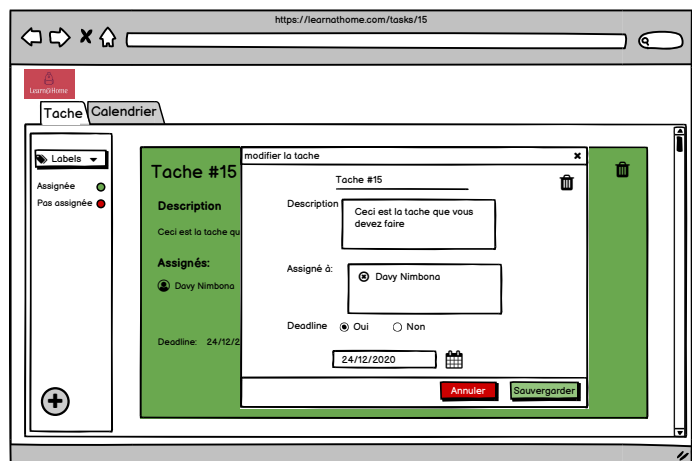 https://learnathome.com/tasks/15
Learn@Home
Tache
Calendrier
Labels
Assignée
Pas assignée
Tache #15
Description
Ceci est la tache qu
Assignés:
Davy Nimbona
Deadline: 24/12/2
modifier la tache
Tache #15
Description
Ceci est la tache que vous
devez faire
Assigné à:
Davy Nimbona
Deadline
Oui
Non
24/12/2020
Annuler
Sauvergarder